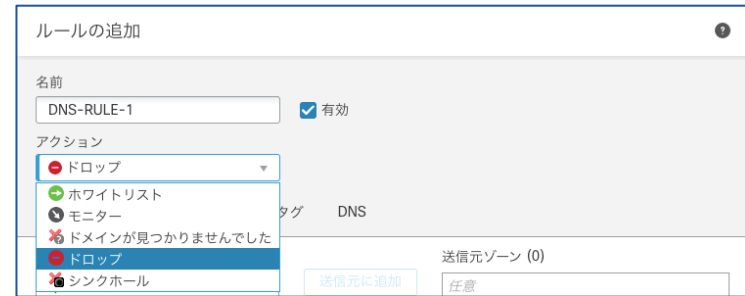 ルールの追加
名前
DNS-RULE-1
有効
アクション
ドロップ
ホワイトリスト
モニター
ドメインが見つかりませんでした
ドロップ
シンクホール
タグ DNS
送信元ゾーン (0)
送信元に追加
任意